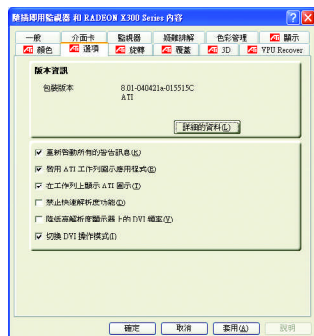 隨插即用監視器 和 RADEON X300 Series 內容
一般 介面卡 監視器 疑難排解 色彩管理 顯示
顏色 選項 旋轉 覆蓋 3D VPU Recover
版本資訊
包裝版本 8.01-040421a-015515C
ATI
詳細的資料(L)
重新啓動所有的警告訊息(K)
啓用 ATI 工作列圖示應用程式(E)
在工作列上顯示 ATI 圖示(T)
禁止快速解析度功能(D)
降低高解析度顯示器上的 DVI 頻率(V)
切換 DVI 操作模式(I)
確定 取消 套用(A) 說明